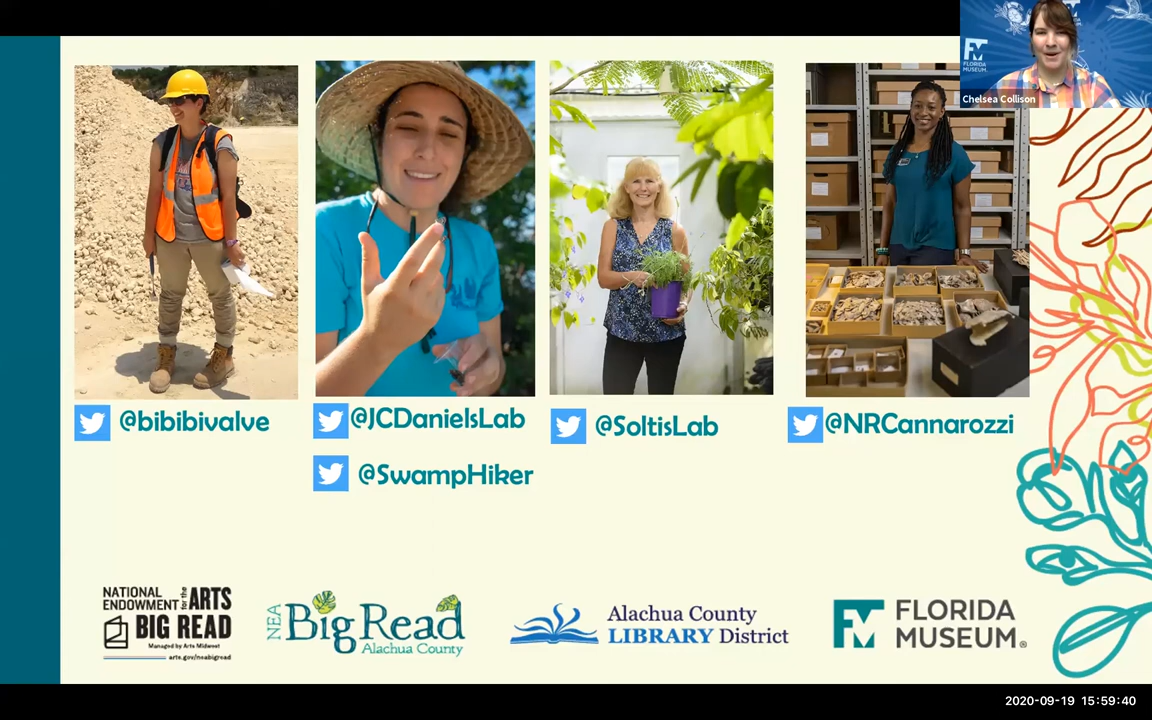 FLORIDA
MUSEUM.
Chelsea Collison
@bibibivalve
@JCDanielsLab
@SoltisLab
@NRCannarozzi
@SwampHiker
NATIONAL
ENDOWMENT for the ARTS
BIG READ
Managed by Arts Midwest
arts.gov/neabigread
NEA
Big Read
Alachua County
Alachua County
LIBRARY District
FLORIDA
MUSEUM®
2020-09-19 15:59:40